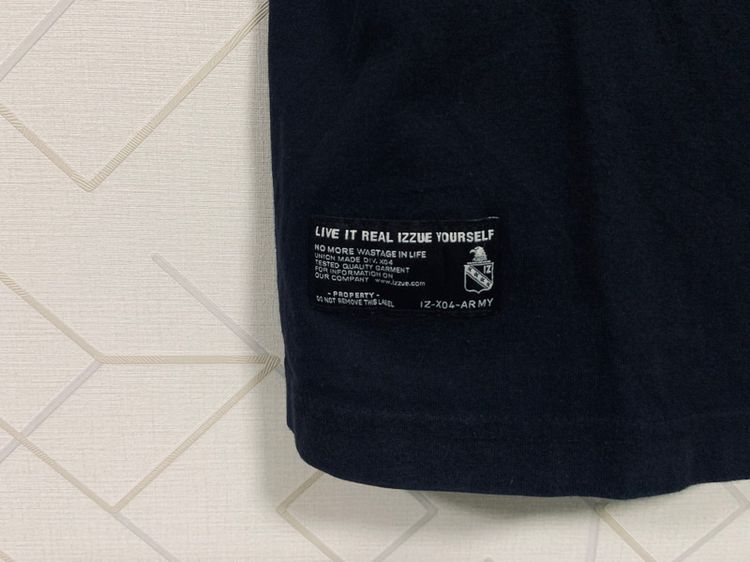 LIVE IT REAL IZZUE YOURSELF
NO MORE WASTAGE IN LIFE
UNION MADE DIV. X04
TESTED QUALITY GARMENT
FOR INFORMATION ON
OUR COMPANY www.izzue.com
- PROPERTY -
DO NOT REMOVE THIS LABEL
IZ
IZ-X04-ARMY